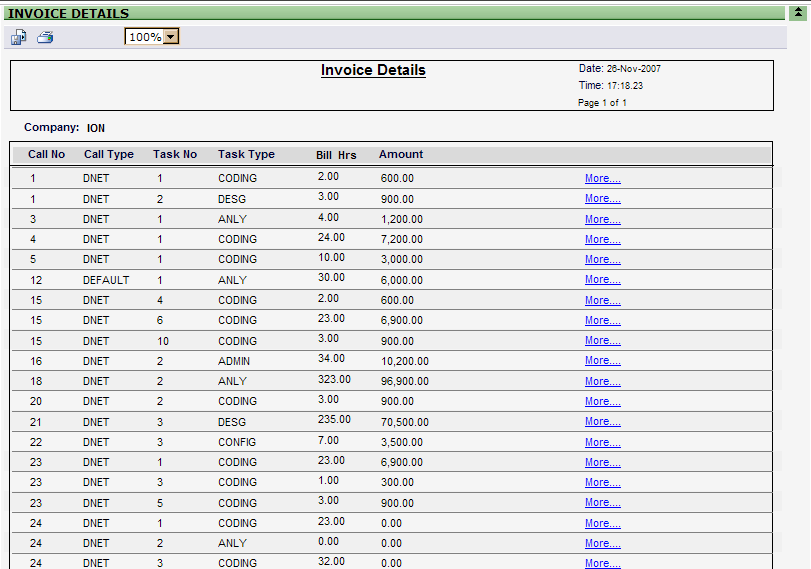 INVOICE DETAILS
100%
Invoice Details
Date: 26-Nov-2007
Time: 17:18.23
Page 1 of 1
Company: ION
Call No Call Type Task No Task Type Bill Hrs Amount
1 DNET 1 CODING 2.00 600.00 More....
1 DNET 2 DESG 3.00 900.00 More....
3 DNET 1 ANLY 4.00 1,200.00 More....
4 DNET 1 CODING 24.00 7,200.00 More....
5 DNET 1 CODING 10.00 3,000.00 More....
12 DEFAULT 1 ANLY 30.00 6,000.00 More....
15 DNET 4 CODING 2.00 600.00 More....
15 DNET 6 CODING 23.00 6,900.00 More....
15 DNET 10 CODING 3.00 900.00 More....
16 DNET 2 ADMIN 34.00 10,200.00 More....
18 DNET 2 ANLY 323.00 96,900.00 More....
20 DNET 2 CODING 3.00 900.00 More....
21 DNET 3 DESG 235.00 70,500.00 More....
22 DNET 3 CONFIG 7.00 3,500.00 More....
23 DNET 1 CODING 23.00 6,900.00 More....
23 DNET 3 CODING 1.00 300.00 More....
23 DNET 5 CODING 3.00 900.00 More....
24 DNET 1 CODING 23.00 0.00 More....
24 DNET 2 ANLY 0.00 0.00 More....
24 DNET 3 CODING 32.00 0.00 More....